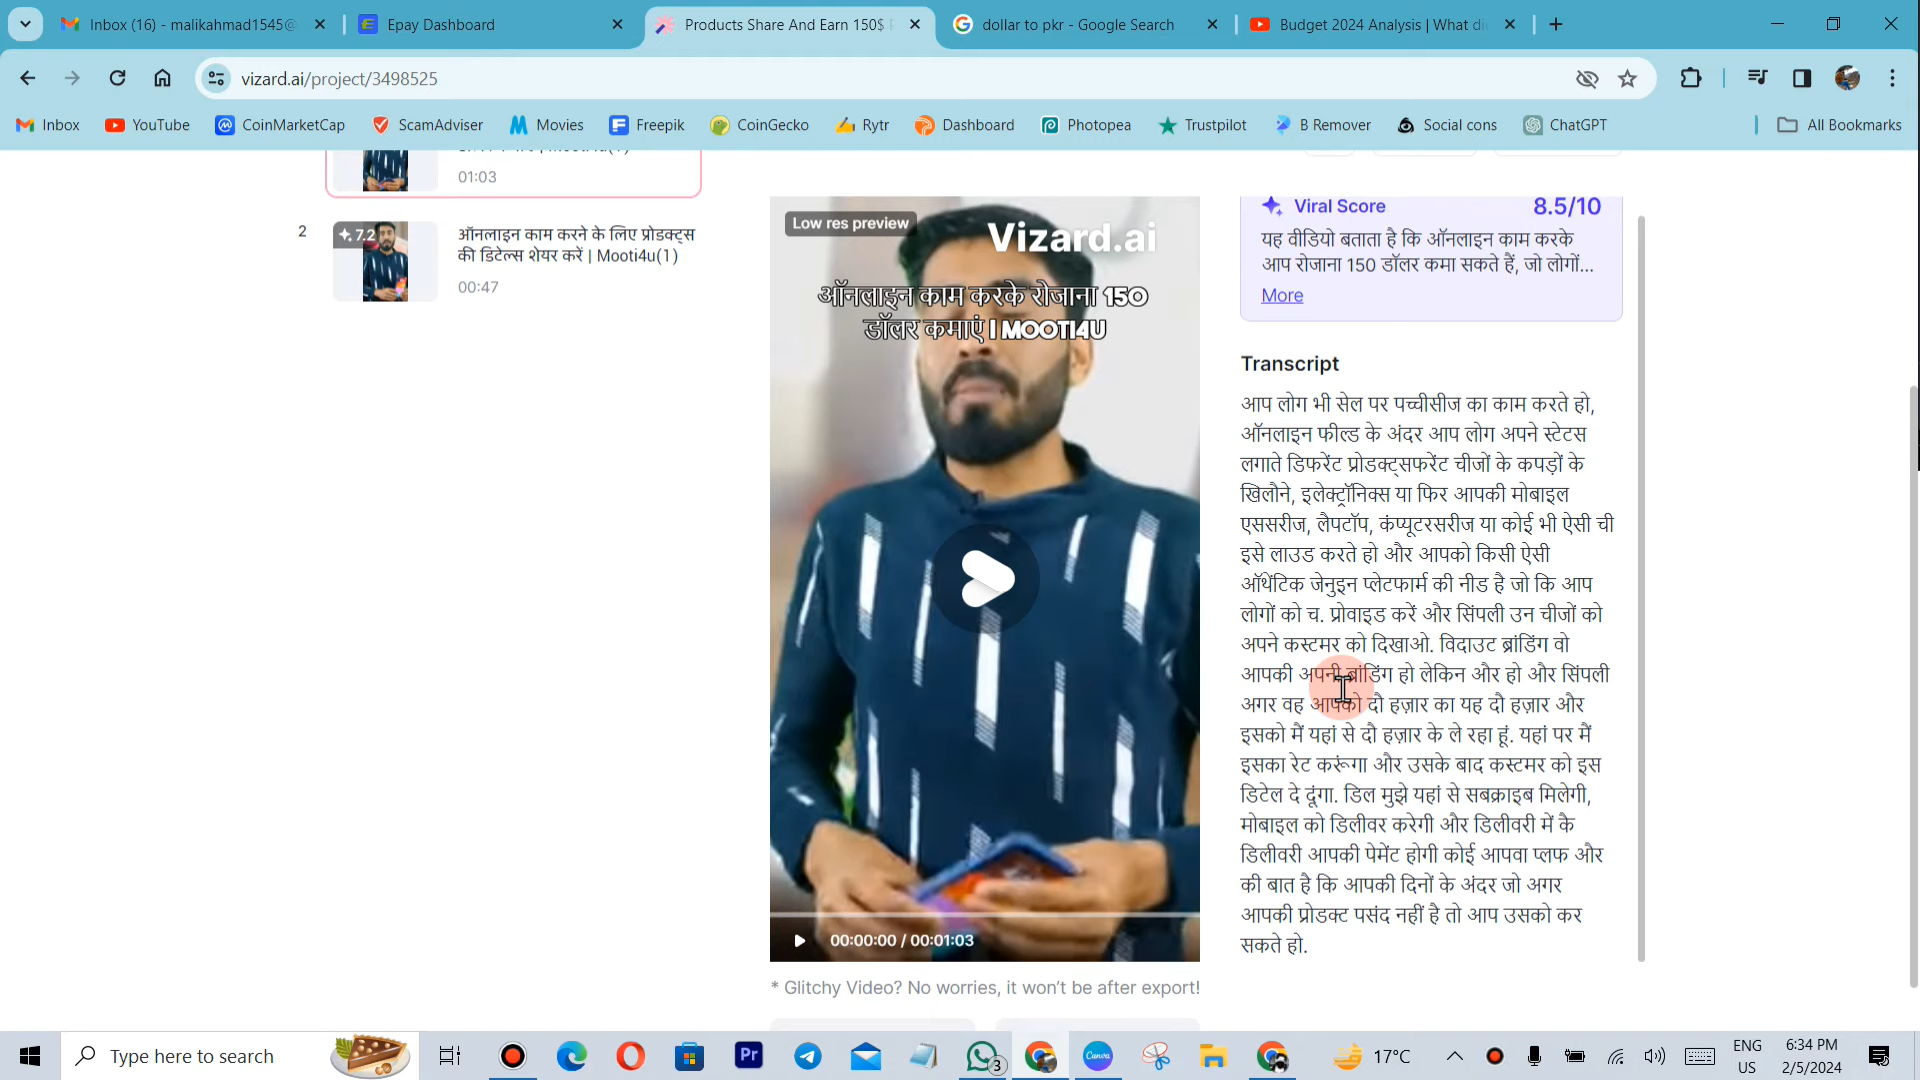 Inbox (16) - malikahmad1545@
Epay Dashboard
Products Share And Earn 150$
dollar to pkr - Google Search
Budget 2024 Analysis | What di
vizard.ai/project/3498525
Inbox
YouTube
CoinMarketCap
ScamAdviser
Movies
Freepik
CoinGecko
Rytr
Dashboard
Photopea
Trustpilot
B Remover
Social cons
ChatGPT
All Bookmarks
01:03
2
7.2
ऑनलाइन काम करने के लिए प्रोडक्ट्स
की डिटेल्स शेयर करें | Mooti4u(1)
00:47
Low res preview
Vizard.ai
ऑनलाइन काम करके रोजाना 150
डॉलर कमाएं | MOOTI4U
00:00:00 / 00:01:03
* Glitchy Video? No worries, it won't be after export!
Viral Score
8.5/10
यह वीडियो बताता है कि ऑनलाइन काम करके
आप रोजाना 150 डॉलर कमा सकते हैं, जो लोगों...
More
Transcript
आप लोग भी सेल पर पच्चीसीज का काम करते हो,
ऑनलाइन फील्ड के अंदर आप लोग अपने स्टेटस
लगाते डिफरेंट प्रोडक्ट्सफरेंट चीजों के कपड़ों के
खिलौने, इलेक्ट्रॉनिक्स या फिर आपकी मोबाइल
एससरीज, लैपटॉप, कंप्यूटरसरीज या कोई भी ऐसी ची
इसे लाउड करते हो और आपको किसी ऐसी
ऑथेंटिक जेनुइन प्लेटफार्म की नीड है जो कि आप
लोगों को च. प्रोवाइड करें और सिंपली उन चीजों को
अपने कस्टमर को दिखाओ. विदाउट ब्रांडिंग वो
आपकी अपनी ब्रांडिंग हो लेकिन और हो और सिंपली
अगर वह आपको दौ हज़ार का यह दौ हज़ार और
इसको मैं यहां से दौ हज़ार के ले रहा हूं. यहां पर मैं
इसका रेट करूंगा और उसके बाद कस्टमर को इस
डिटेल दे दूंगा. डिल मुझे यहां से सबक्राइब मिलेगी,
मोबाइल को डिलीवर करेगी और डिलीवरी में कै
डिलीवरी आपकी पेमेंट होगी कोई आपवा प्लफ और
की बात है कि आपकी दिनों के अंदर जो अगर
आपकी प्रोडक्ट पसंद नहीं है तो आप उसको कर
सकते हो.
Type here to search
Pr
3
Canva
17°C
ENG
US
6:34 PM
2/5/2024